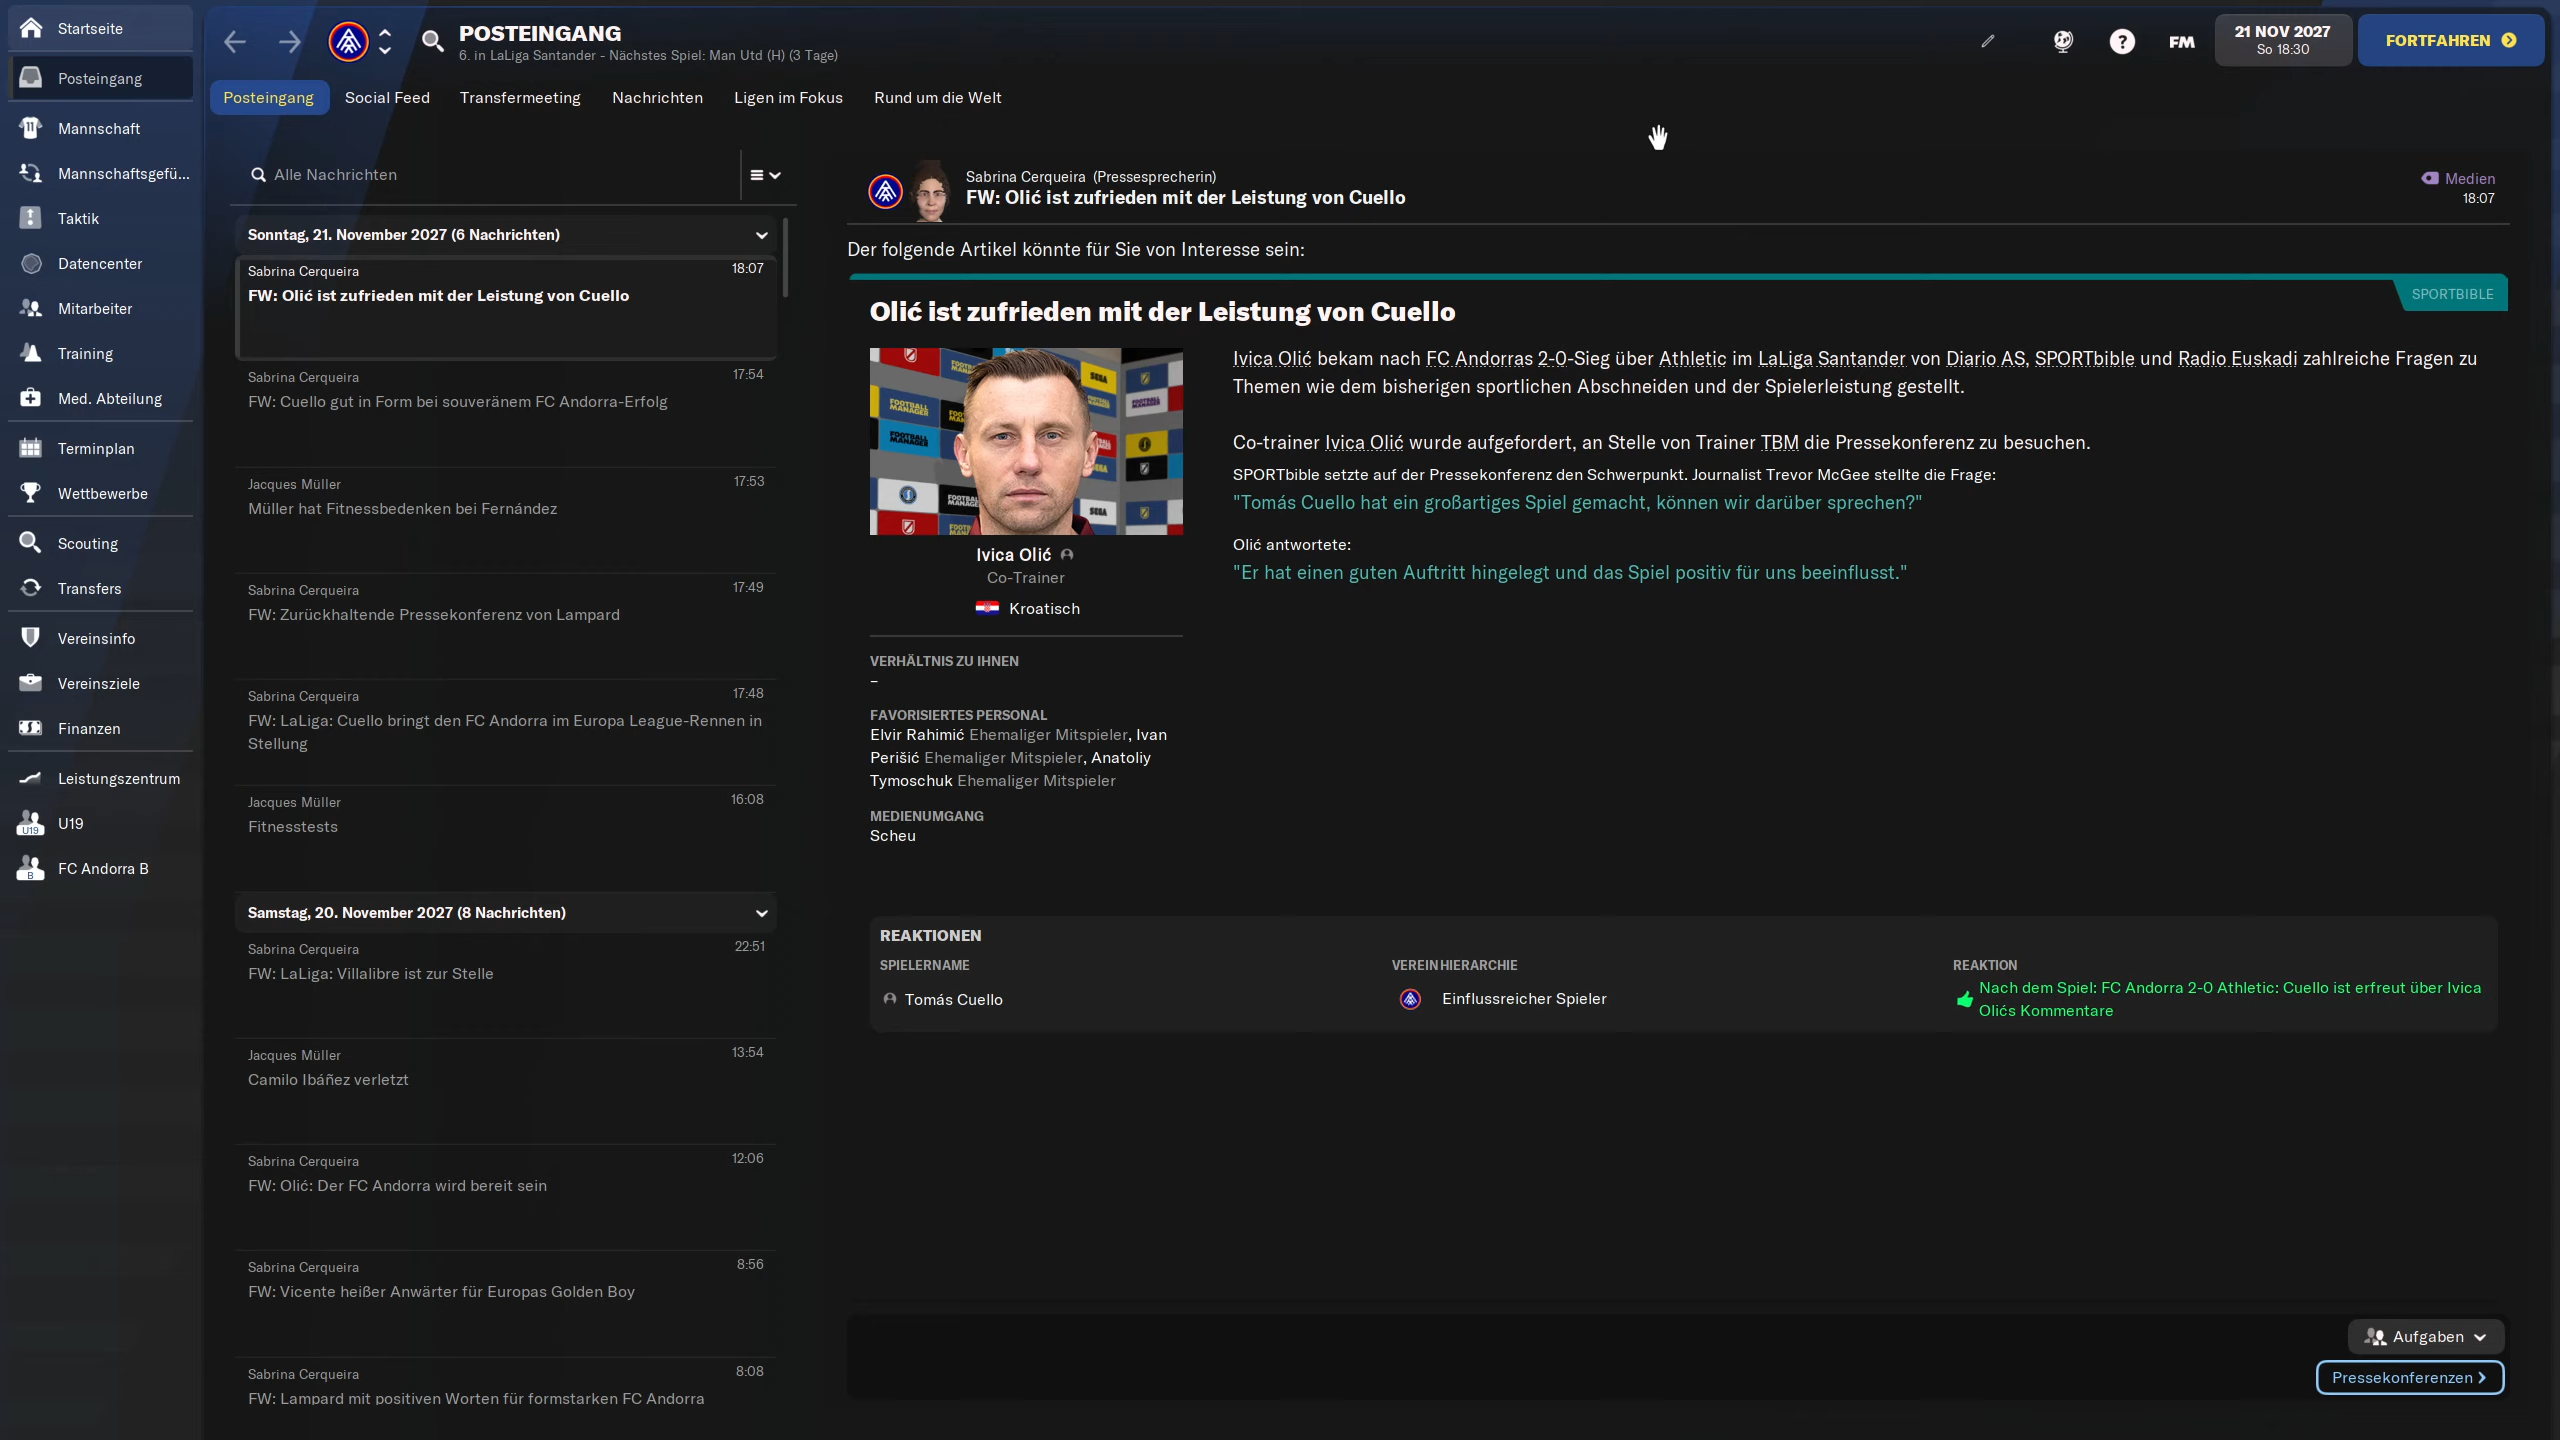 Startseite
Posteingang
Mannschaft
Mannschaftsgefü...
Taktik
Datencenter
Mitarbeiter
Training
Med. Abteilung
Terminplan
Wettbewerbe
Scouting
Transfers
Vereinsinfo
Vereinsziele
Finanzen
Leistungszentrum
U19
FC Andorra B
POSTEINGANG
6. in LaLiga Santander - Nächstes Spiel: Man Utd (H) (3 Tage)
FM
21 NOV 2027
So 18:30
FORTFAHREN
Posteingang Social Feed Transfermeeting Nachrichten Ligen im Fokus Rund um die Welt
Alle Nachrichten
Sonntag, 21. November 2027 (6 Nachrichten)
Sabrina Cerqueira 18:07
FW: Olić ist zufrieden mit der Leistung von Cuello
Sabrina Cerqueira 17:54
FW: Cuello gut in Form bei souveränem FC Andorra-Erfolg
Jacques Müller 17:53
Müller hat Fitnessbedenken bei Fernández
Sabrina Cerqueira 17:49
FW: Zurückhaltende Pressekonferenz von Lampard
Sabrina Cerqueira 17:48
FW: LaLiga: Cuello bringt den FC Andorra im Europa League-Rennen in
Stellung
Jacques Müller 16:08
Fitnesstests
Samstag, 20. November 2027 (8 Nachrichten)
Sabrina Cerqueira 22:51
FW: LaLiga: Villalibre ist zur Stelle
Jacques Müller 13:54
Camilo Ibáñez verletzt
Sabrina Cerqueira 12:06
FW: Olić: Der FC Andorra wird bereit sein
Sabrina Cerqueira 8:56
FW: Vicente heißer Anwärter für Europas Golden Boy
Sabrina Cerqueira 8:08
FW: Lampard mit positiven Worten für formstarken FC Andorra
Sabrina Cerqueira (Pressesprecherin)
FW: Olić ist zufrieden mit der Leistung von Cuello
Medien
18:07
Der folgende Artikel könnte für Sie von Interesse sein:
SPORTBIBLE
Olić ist zufrieden mit der Leistung von Cuello
Ivica Olić bekam nach FC Andorras 2-0-Sieg über Athletic im LaLiga Santander von Diario AS, SPORTbible und Radio Euskadi zahlreiche Fragen zu
Themen wie dem bisherigen sportlichen Abschneiden und der Spielerleistung gestellt.
Co-trainer Ivica Olić wurde aufgefordert, an Stelle von Trainer TBM die Pressekonferenz zu besuchen.
SPORTbible setzte auf der Pressekonferenz den Schwerpunkt. Journalist Trevor McGee stellte die Frage:
"Tomás Cuello hat ein großartiges Spiel gemacht, können wir darüber sprechen?"
Olić antwortete:
"Er hat einen guten Auftritt hingelegt und das Spiel positiv für uns beeinflusst."
Ivica Olić
Co-Trainer
Kroatisch
VERHÄLTNIS ZU IHNEN
–
FAVORISIERTES PERSONAL
Elvir Rahimić Ehemaliger Mitspieler, Ivan
Perišić Ehemaliger Mitspieler, Anatoliy
Tymoschuk Ehemaliger Mitspieler
MEDIENUMGANG
Scheu
REAKTIONEN
SPIELERNAME VEREINHIERARCHIE REAKTION
Tomás Cuello Einflussreicher Spieler
Nach dem Spiel: FC Andorra 2-0 Athletic: Cuello ist erfreut über Ivica
Olićs Kommentare
Aufgaben
Pressekonferenzen